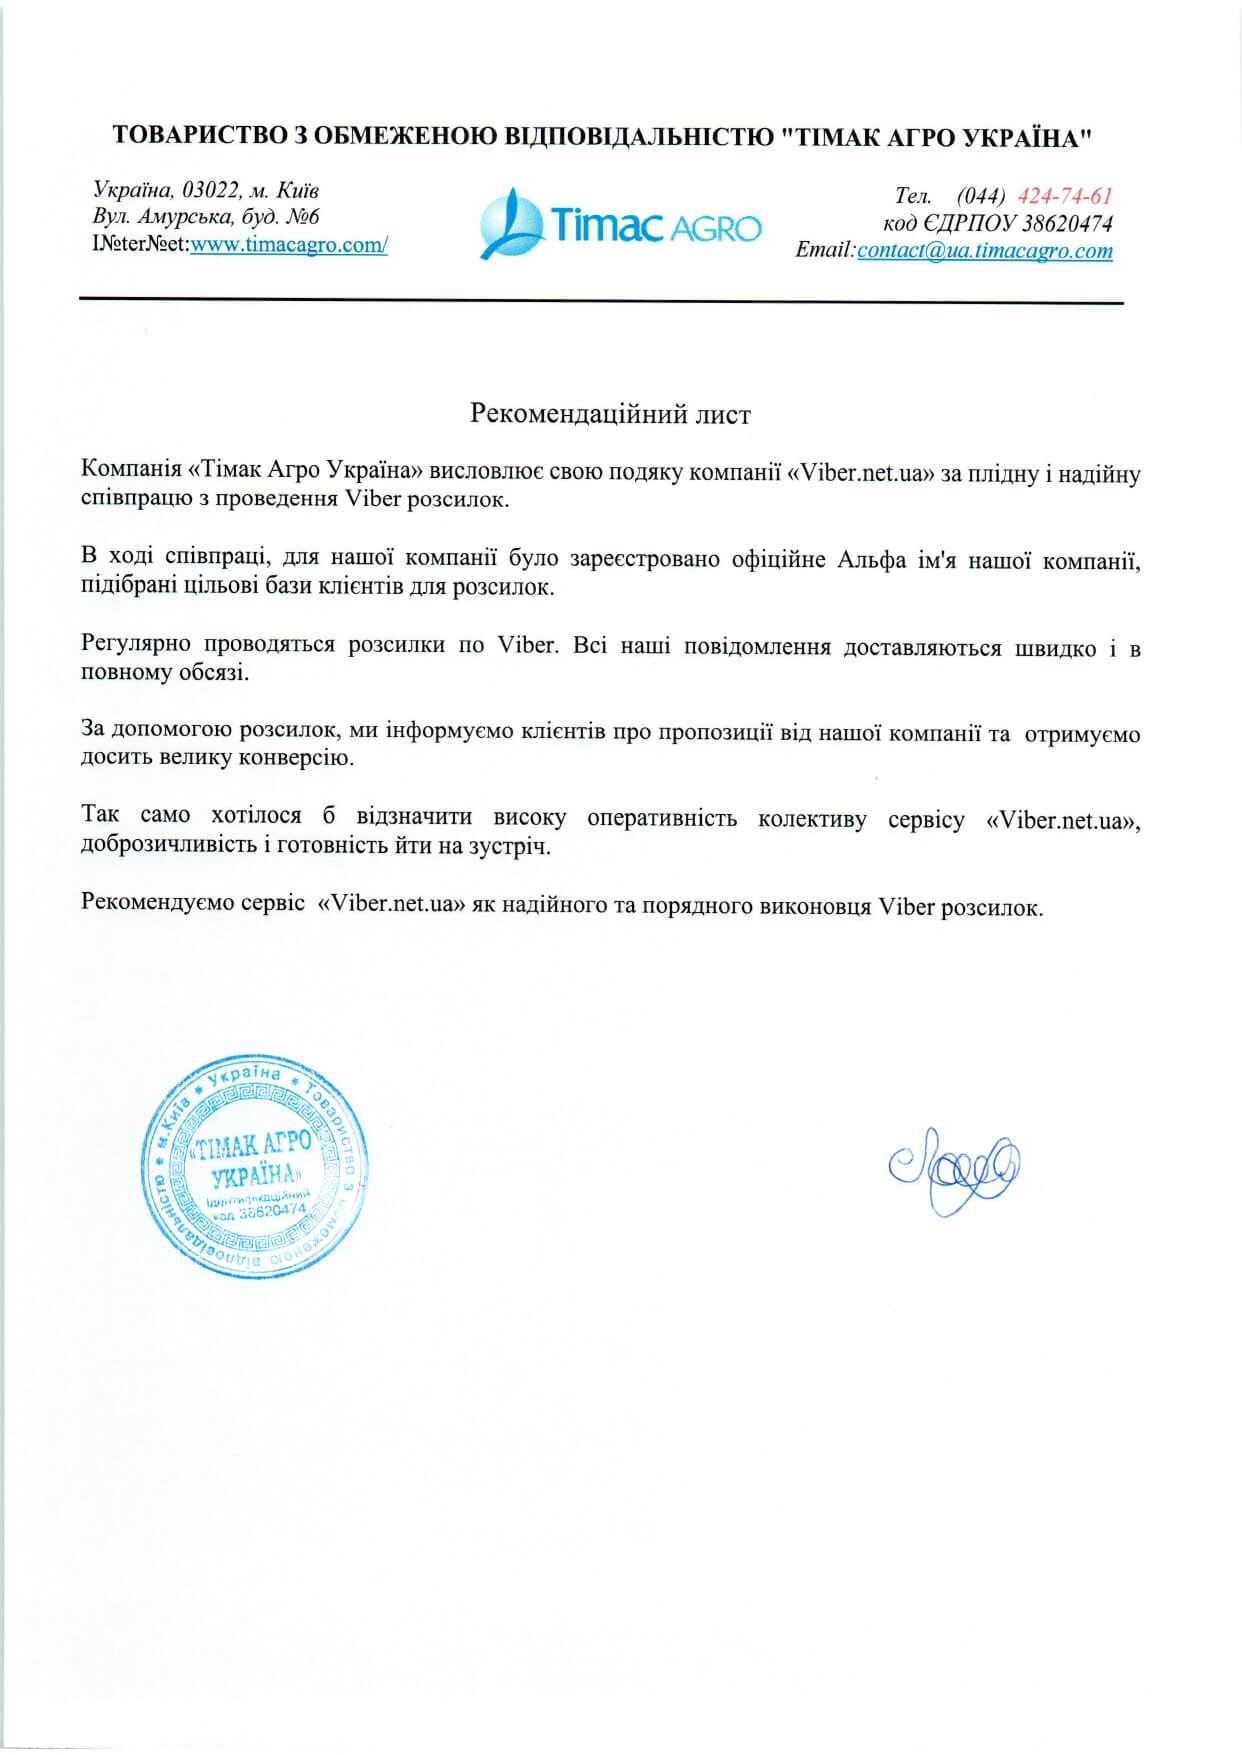 ТОВАРИСТВО З ОБМЕЖЕНОЮ ВІДПОВІДАЛЬНІСТЮ "ТІМАК АГРО УКРАЇНА"
Україна, 03022, м. Київ
Вул. Амурська, буд. №6
І№ter№et:www.timacagro.com/
Timac AGRO
Тел. (044) 424-74-61
код ЄДРПОУ 38620474
Email:contact@ua.timacagro.com
Рекомендаційний лист
Компанія «Тімак Агро Україна» висловлює свою подяку компанії «Viber.net.ua» за плідну і надійну
співпрацю з проведення Viber розсилок.
В ході співпраці, для нашої компанії було зареєстровано офіційне Альфа ім'я нашої компанії,
підібрані цільові бази клієнтів для розсилок.
Регулярно проводяться розсилки по Viber. Всі наші повідомлення доставляються швидко і в
повному обсязі.
За допомогою розсилок, ми інформуємо клієнтів про пропозиції від нашої компанії та отримуємо
досить велику конверсію.
Так само хотілося б відзначити високу оперативність колективу сервісу «Viber.net.ua»,
доброзичливість і готовність йти на зустріч.
Рекомендуємо сервіс «Viber.net.ua» як надійного та порядного виконовця Viber розсилок.
м.Київ * Україна * Товариство з обмеженою відповідальністю *
«ТІМАК АГРО
УКРАЇНА»
Ідентифікаційний
код 38620474